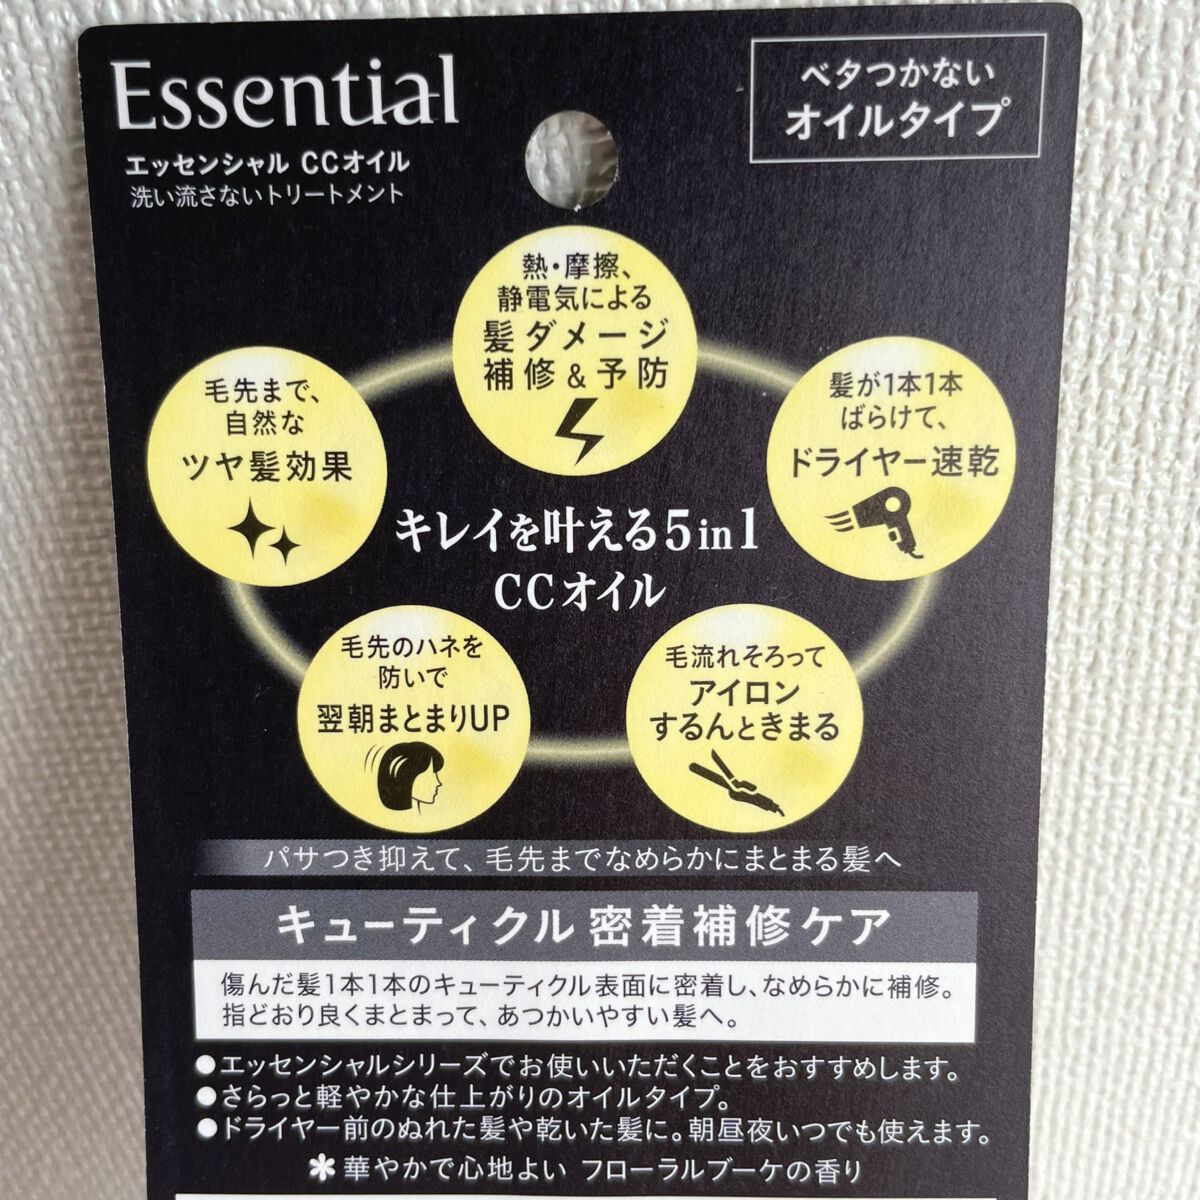 Essential
エッセンシャル CCオイル
洗い流さないトリートメント
ベタつかない
オイルタイプ
熱・摩擦、
静電気による
髪ダメージ
補修&予防
毛先まで、
自然な
ツヤ髪効果
髪が1本1本
ばらけて、
ドライヤー速乾
キレイを叶える5in1
CCオイル
毛先のハネを
防いで
翌朝まとまりUP
毛流れそろって
アイロン
するんときまる
パサつき抑えて、毛先までなめらかにまとまる髪へ
キューティクル 密着補修ケア
傷んだ髪1本1本のキューティクル表面に密着し、なめらかに補修。
指どおり良くまとまって、あつかいやすい髪へ。
●エッセンシャルシリーズでお使いいただくことをおすすめします。
●さらっと軽やかな仕上がりのオイルタイプ。
●ドライヤー前のぬれた髪や乾いた髪に。朝昼夜いつでも使えます。
✻華やかで心地よい フローラルブーケの香り